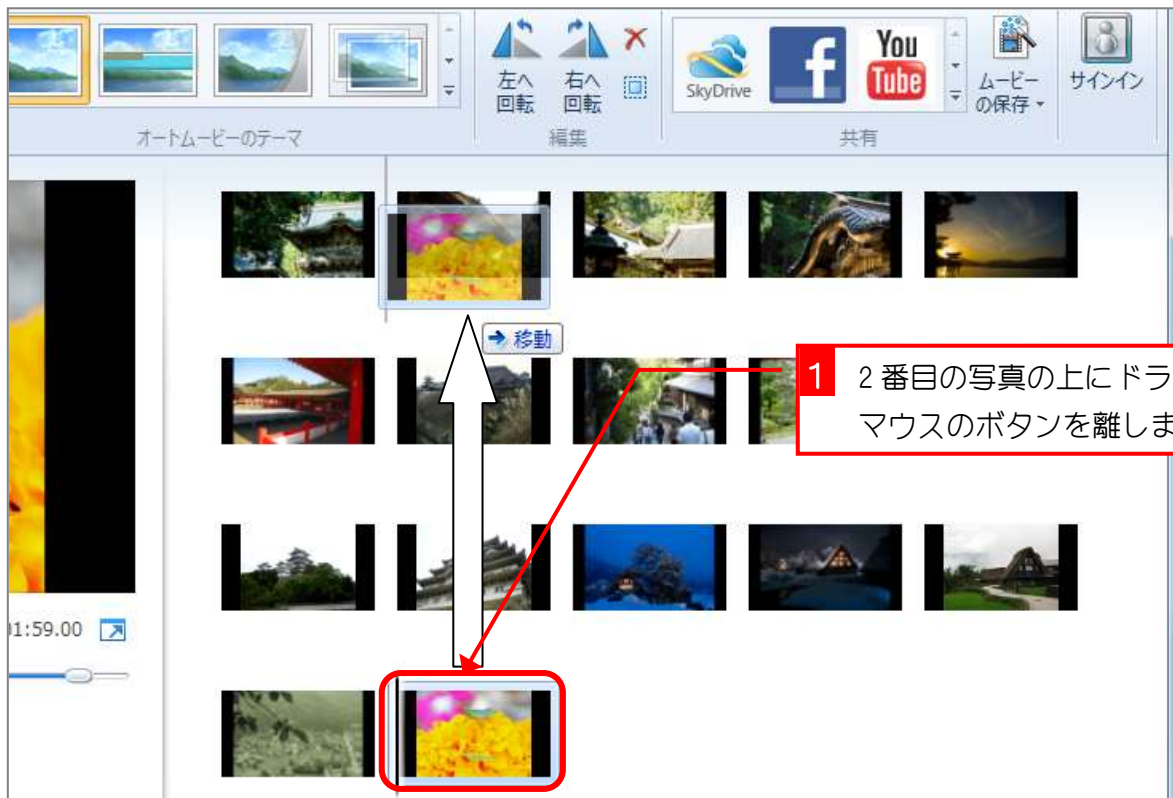 左へ
回転
右へ
回転
SkyDrive
f
You
Tube
ムービー
の保存
サインイン
オートムービーのテーマ
編集
共有
移動
1 2番目の写真の上にドラ
マウスのボタンを離しま
01:59.00